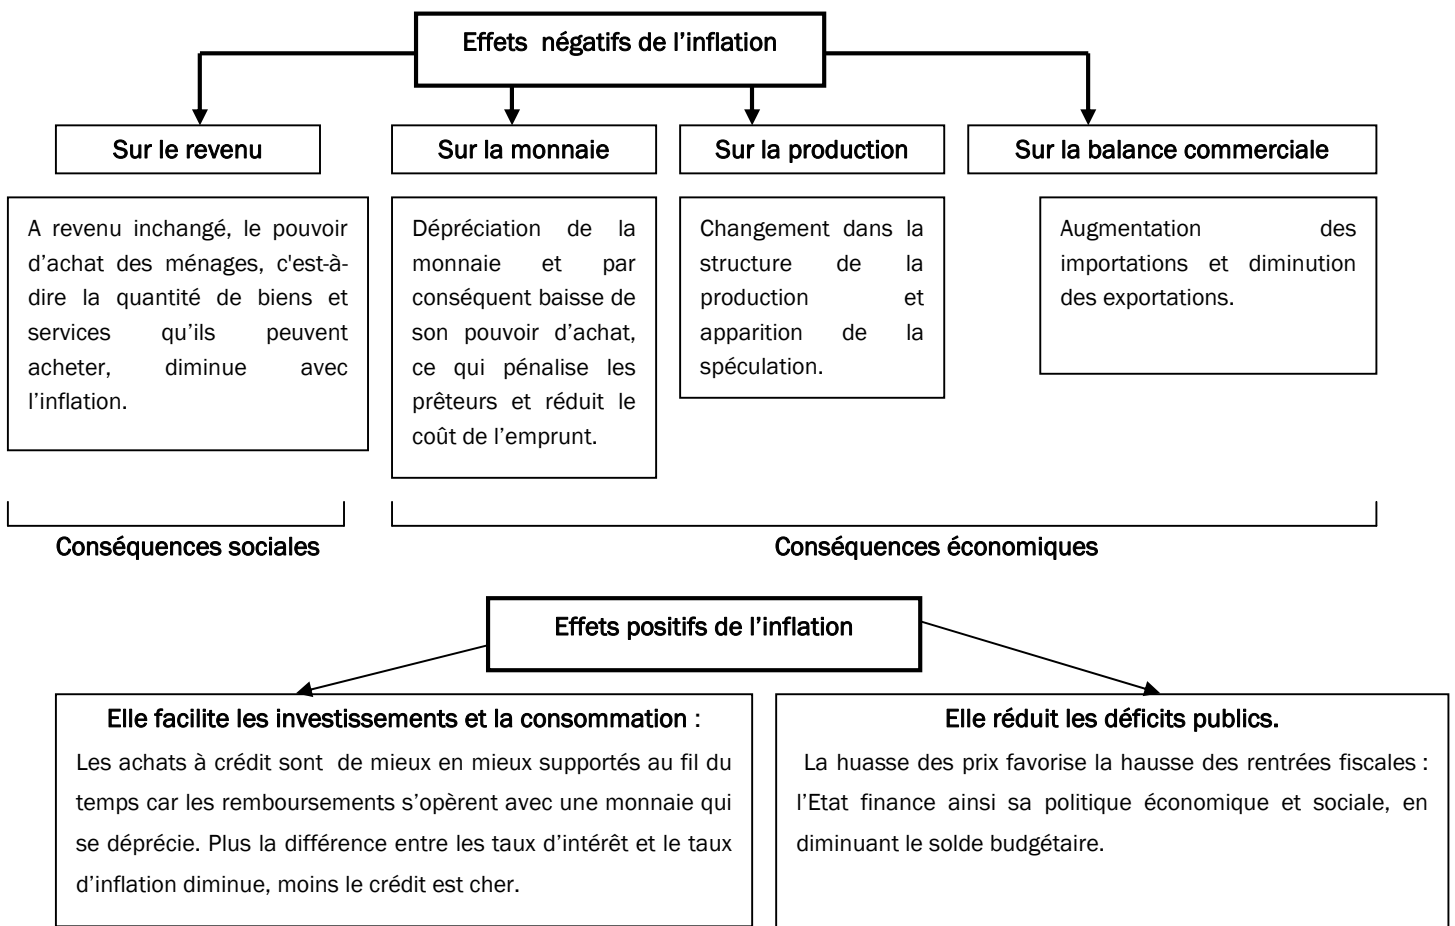 Effets négatifs de l’inflation
Sur le revenu
Sur la monnaie
Sur la production
Sur la balance commerciale
A revenu inchangé, le pouvoir
d’achat des ménages, c'est-à-
dire la quantité de biens et
services qu’ils peuvent
acheter, diminue avec
l’inflation.
Dépréciation de la
monnaie et par
conséquent baisse de
son pouvoir d’achat,
ce qui pénalise les
prêteurs et réduit le
coût de l’emprunt.
Changement dans la
structure de la
production et
apparition de la
spéculation.
Augmentation des
importations et diminution
des exportations.
Conséquences sociales
Conséquences économiques
Effets positifs de l’inflation
Elle facilite les investissements et la consommation :
Les achats à crédit sont de mieux en mieux supportés au fil du
temps car les remboursements s’opèrent avec une monnaie qui
se déprécie. Plus la différence entre les taux d’intérêt et le taux
d’inflation diminue, moins le crédit est cher.
Elle réduit les déficits publics.
La huasse des prix favorise la hausse des rentrées fiscales :
l’Etat finance ainsi sa politique économique et sociale, en
diminuant le solde budgétaire.